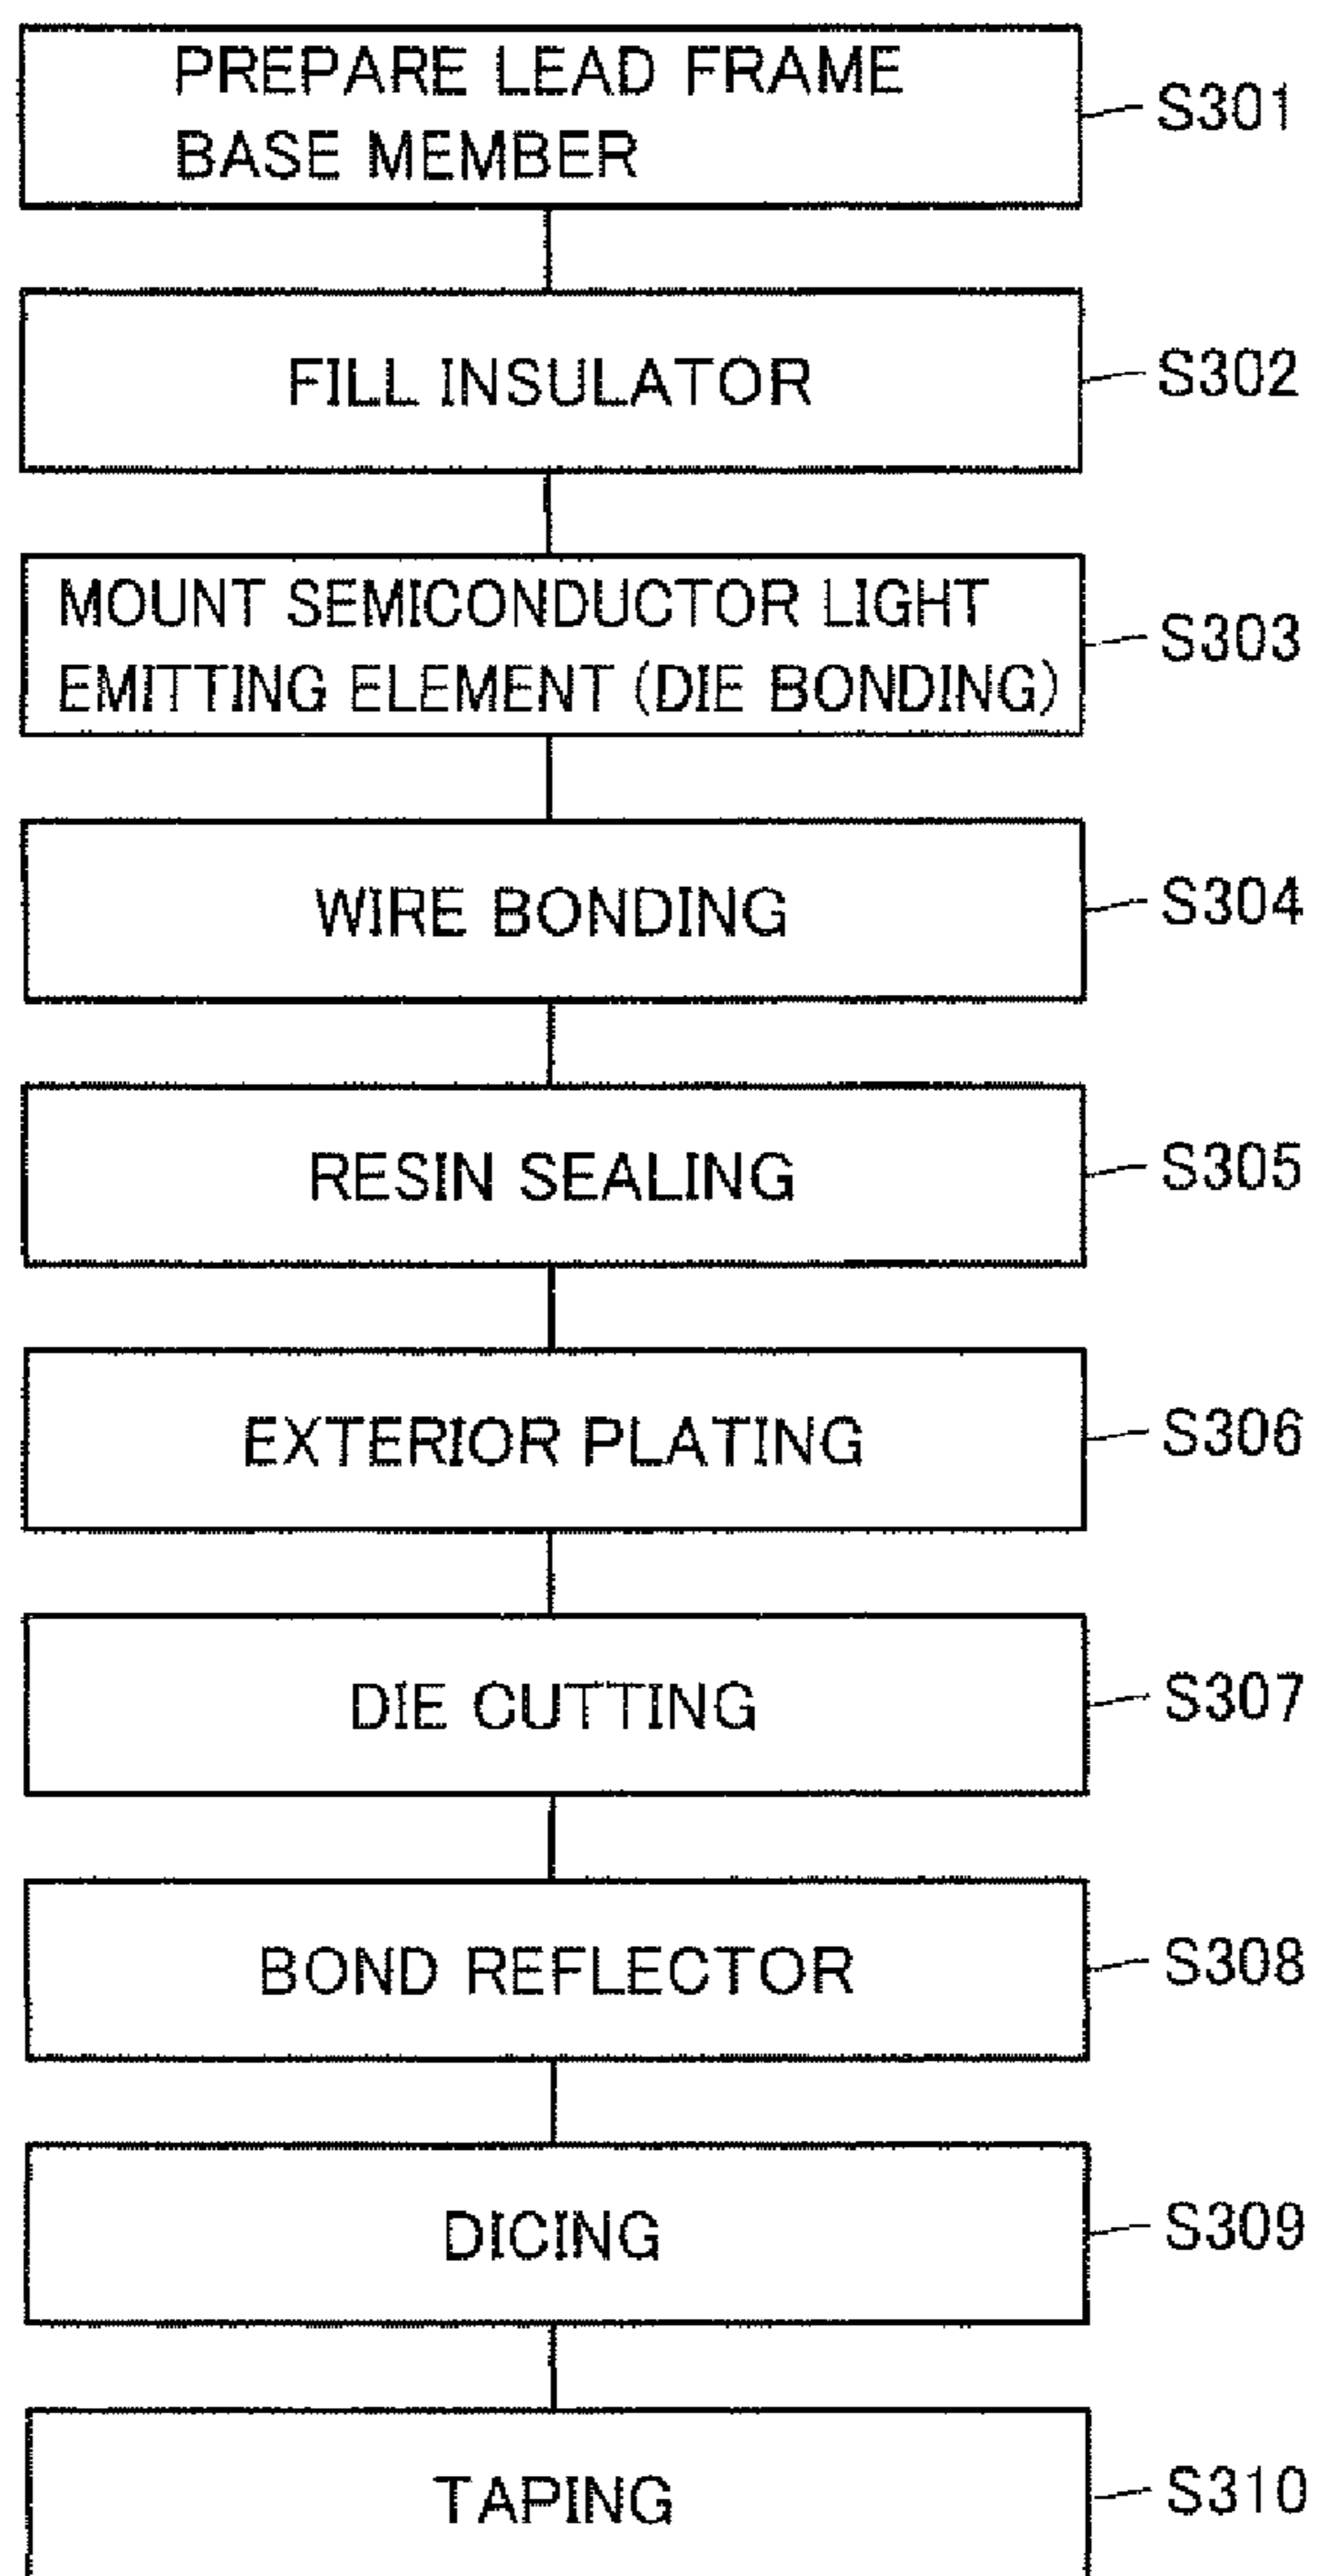 PREPARE LEAD FRAME
BASE MEMBER
S301
FILL INSULATOR
S302
MOUNT SEMICONDUCTOR LIGHT
EMITTING ELEMENT (DIE BONDING)
S303
WIRE BONDING
S304
RESIN SEALING
S305
EXTERIOR PLATING
S306
DIE CUTTING
S307
BOND REFLECTOR
S308
DICING
S309
TAPING
S310